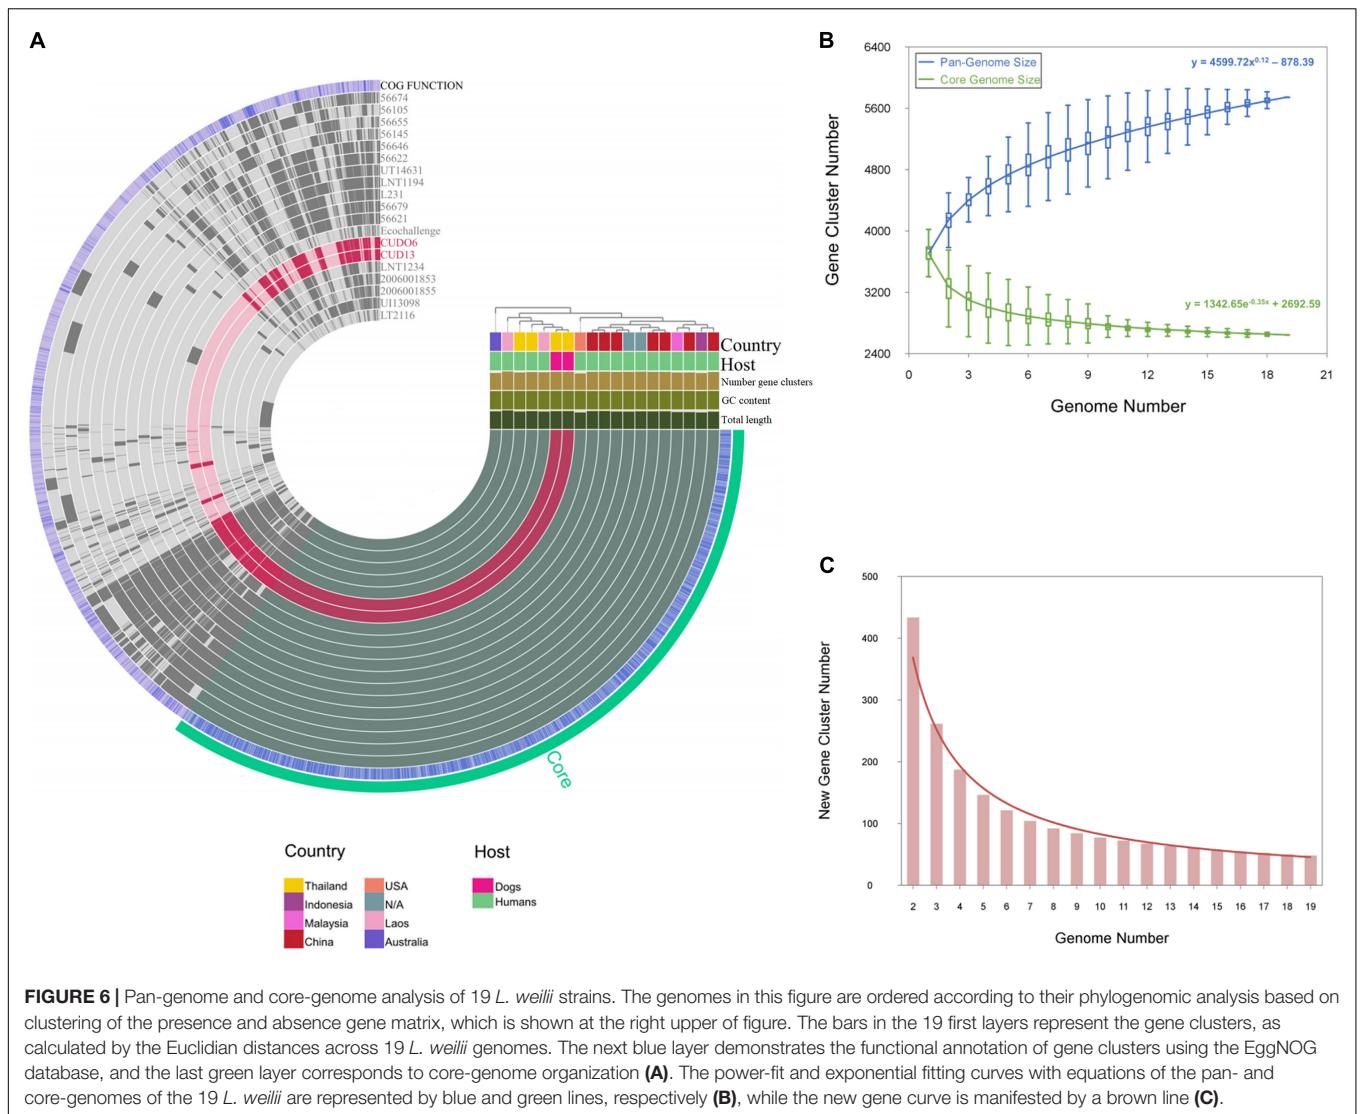 A
COG FUNCTION
56674
56105
56655
56145
56646
56622
UT14631
LNT1194
L231
56679
56621
Ecochallenge
CUDO6
CUD13
LNT1234
2006001853
2006001855
UI13098
LT2116
Country
Host
Number gene clusters
GC content
Total length
Core
Country
Thailand
Indonesia
Malaysia
China
USA
N/A
Laos
Australia
Host
Dogs
Humans
B
6400
5600
4800
4000
3200
2400
Gene Cluster Number
Pan-Genome Size
Core Genome Size
y = 4599.72x^0.12 – 878.39
y = 1342.65e^-0.35x + 2692.59
0 3 6 9 12 15 18 21
Genome Number
C
500
400
300
200
100
0
New Gene Cluster Number
2 3 4 5 6 7 8 9 10 11 12 13 14 15 16 17 18 19
Genome Number
FIGURE 6 | Pan-genome and core-genome analysis of 19 L. weilii strains. The genomes in this figure are ordered according to their phylogenomic analysis based on
clustering of the presence and absence gene matrix, which is shown at the right upper of figure. The bars in the 19 first layers represent the gene clusters, as
calculated by the Euclidian distances across 19 L. weilii genomes. The next blue layer demonstrates the functional annotation of gene clusters using the EggNOG
database, and the last green layer corresponds to core-genome organization (A). The power-fit and exponential fitting curves with equations of the pan- and
core-genomes of the 19 L. weilii are represented by blue and green lines, respectively (B), while the new gene curve is manifested by a brown line (C).